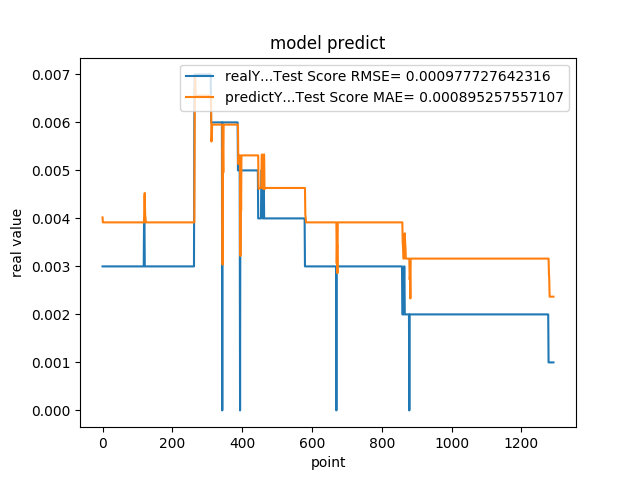 model predict
realY...Test Score RMSE= 0.000977727642316
predictY...Test Score MAE= 0.000895257557107
real value
0.007
0.006
0.005
0.004
0.003
0.002
0.001
0.000
0 200 400 600 800 1000 1200
point